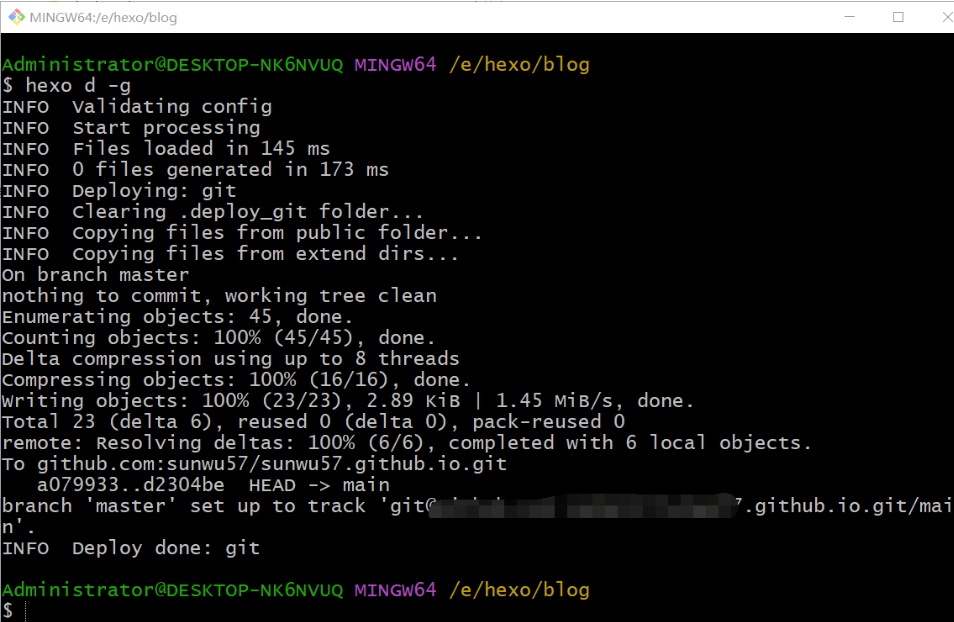 MINGW64:/e/hexo/blog
Administrator@DESKTOP-NK6NVUQ MINGW64 /e/hexo/blog
$ hexo d -g
INFO  Validating config
INFO  Start processing
INFO  Files loaded in 145 ms
INFO  0 files generated in 173 ms
INFO  Deploying: git
INFO  Clearing .deploy_git folder...
INFO  Copying files from public folder...
INFO  Copying files from extend dirs...
On branch master
nothing to commit, working tree clean
Enumerating objects: 45, done.
Counting objects: 100% (45/45), done.
Delta compression using up to 8 threads
Compressing objects: 100% (16/16), done.
Writing objects: 100% (23/23), 2.89 KiB | 1.45 MiB/s, done.
Total 23 (delta 6), reused 0 (delta 0), pack-reused 0
remote: Resolving deltas: 100% (6/6), completed with 6 local objects.
To github.com:sunwu57/sunwu57.github.io.git
   a079933..d2304be  HEAD -> main
branch 'master' set up to track 'git@ 7.github.io.git/mai
n'.
INFO  Deploy done: git
Administrator@DESKTOP-NK6NVUQ MINGW64 /e/hexo/blog
$